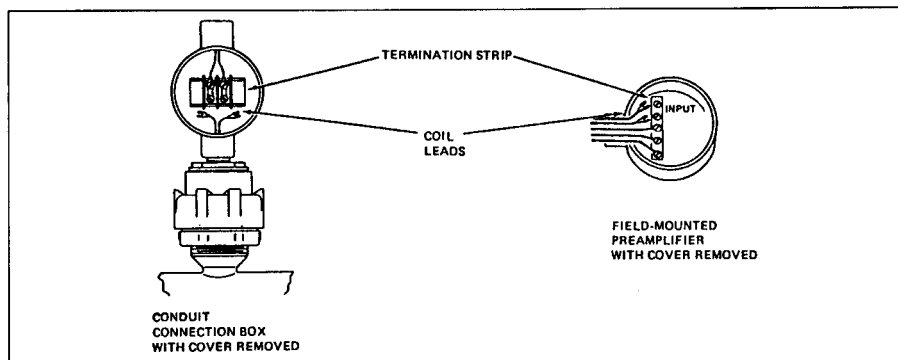 TERMINATION STRIP
INPUT
COIL
LEADS
FIELD-MOUNTED
PREAMPLIFIER
WITH COVER REMOVED
CONDUIT
CONNECTION BOX
WITH COVER REMOVED